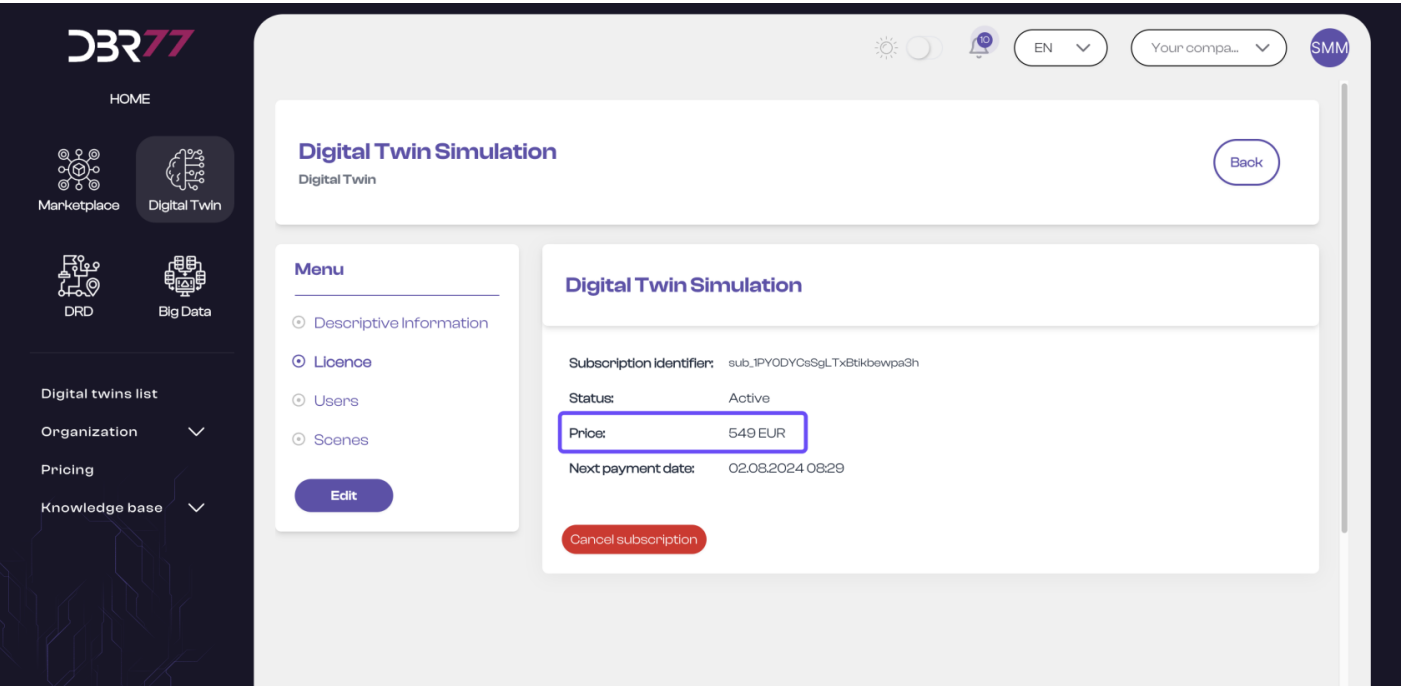 DBR77
10
EN
Your compa...
SMM
HOME
Marketplace
Digital Twin
DRD
Big Data
Digital twins list
Organization
Pricing
Knowledge base
Digital Twin Simulation
Digital Twin
Back
Menu
Descriptive Information
Licence
Users
Scenes
Edit
Digital Twin Simulation
Subscription identifier: sub_1PY0DYCsSgLTxBtikbewpa3h
Status: Active
Price: 549 EUR
Next payment date: 02.08.2024 08:29
Cancel subscription